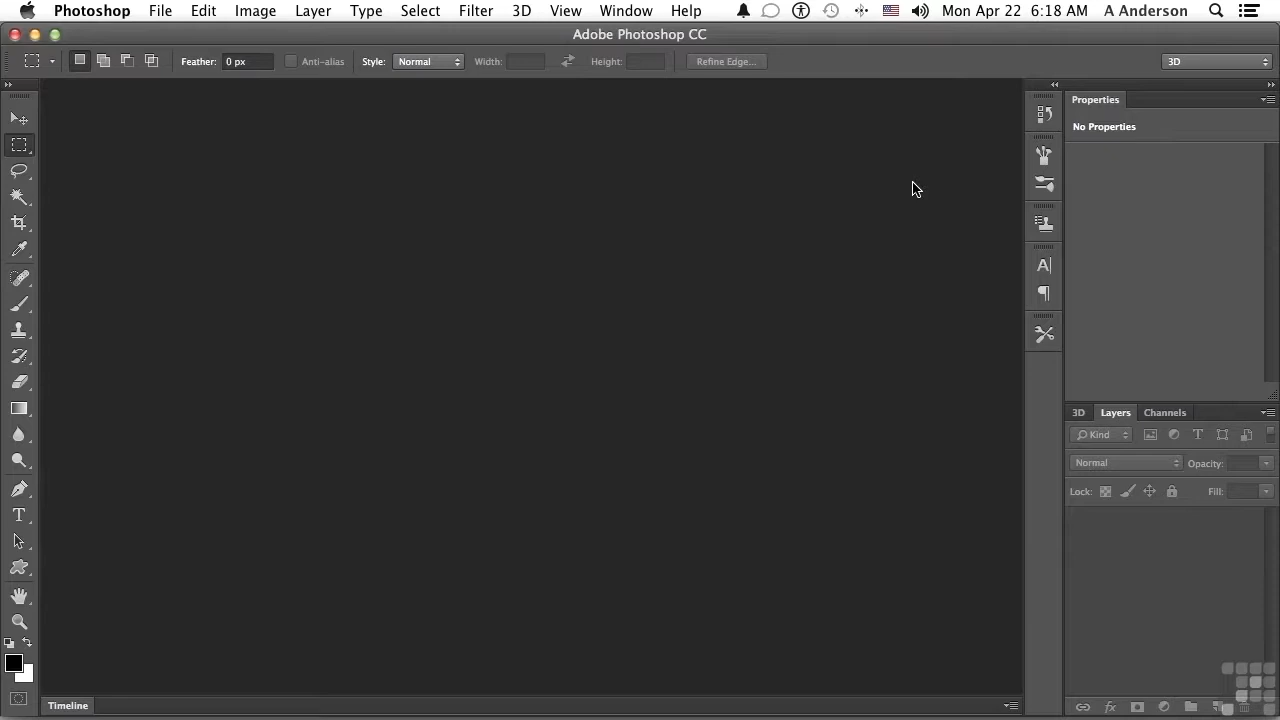 Photoshop File Edit Image Layer Type Select Filter 3D View Window Help Mon Apr 22 6:18 AM A Anderson
Adobe Photoshop CC
Feather: 0 px Anti-alias Style: Normal Width: Height: Refine Edge... 3D
Properties
No Properties
3D Layers Channels
Kind
Normal Opacity:
Lock: Fill:
Timeline